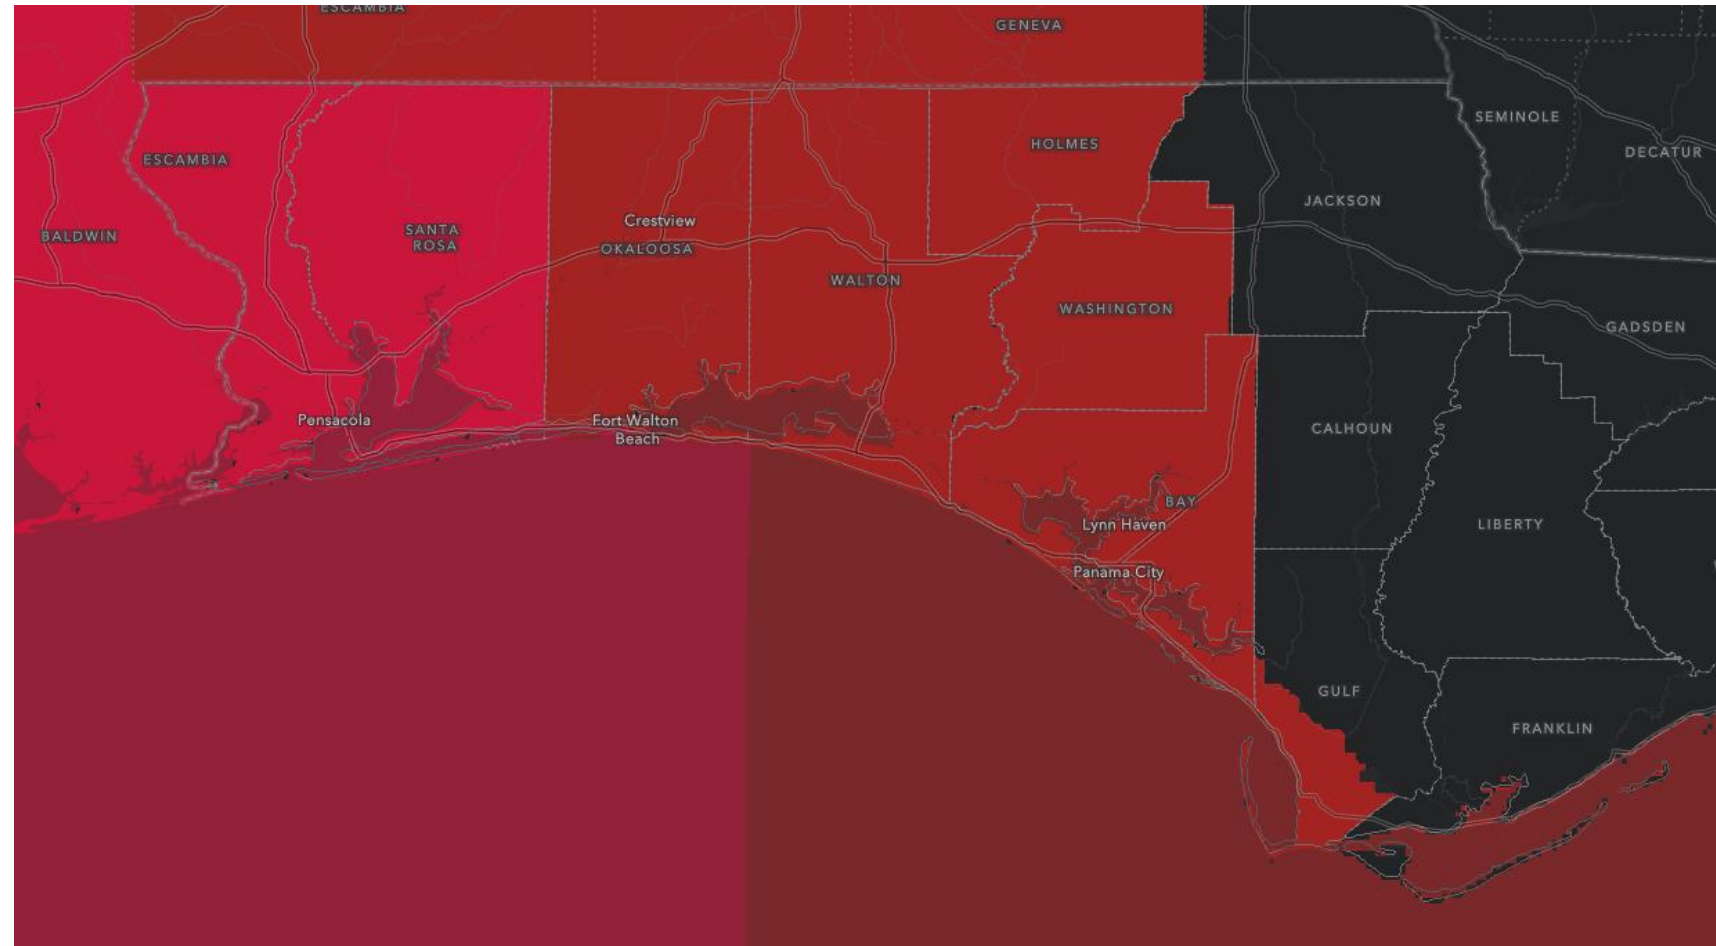 ESCAMBIA
GENEVA
SEMINOLE
HOLMES
DECATUR
ESCAMBIA
JACKSON
Crestview
SANTA
ROSA
BALDWIN
OKALOOSA
WALTON
WASHINGTON
GADSDEN
Pensacola
Fort Walton
Beach
CALHOUN
BAY
Lynn Haven
LIBERTY
Panama City
GULF
FRANKLIN